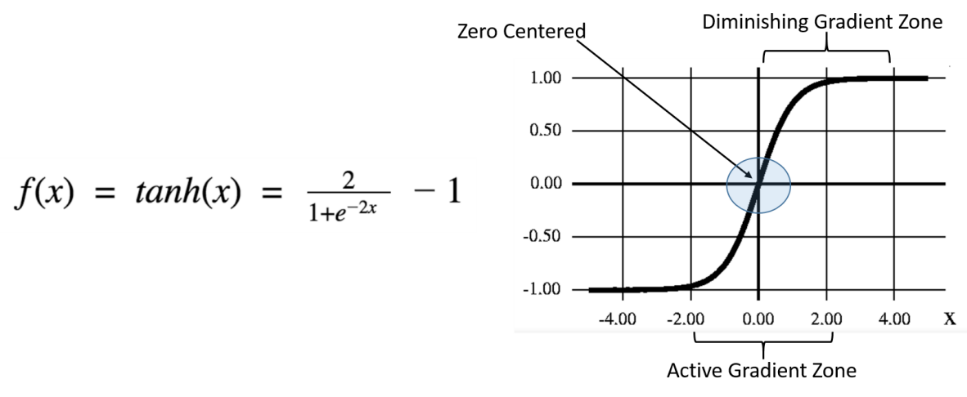 Zero Centered
Diminishing Gradient Zone
f(x) = tanh(x) = 2/(1+e^{-2x}) − 1
1.00
0.50
0.00
-0.50
-1.00
-4.00 -2.00 0.00 2.00 4.00 X
Active Gradient Zone